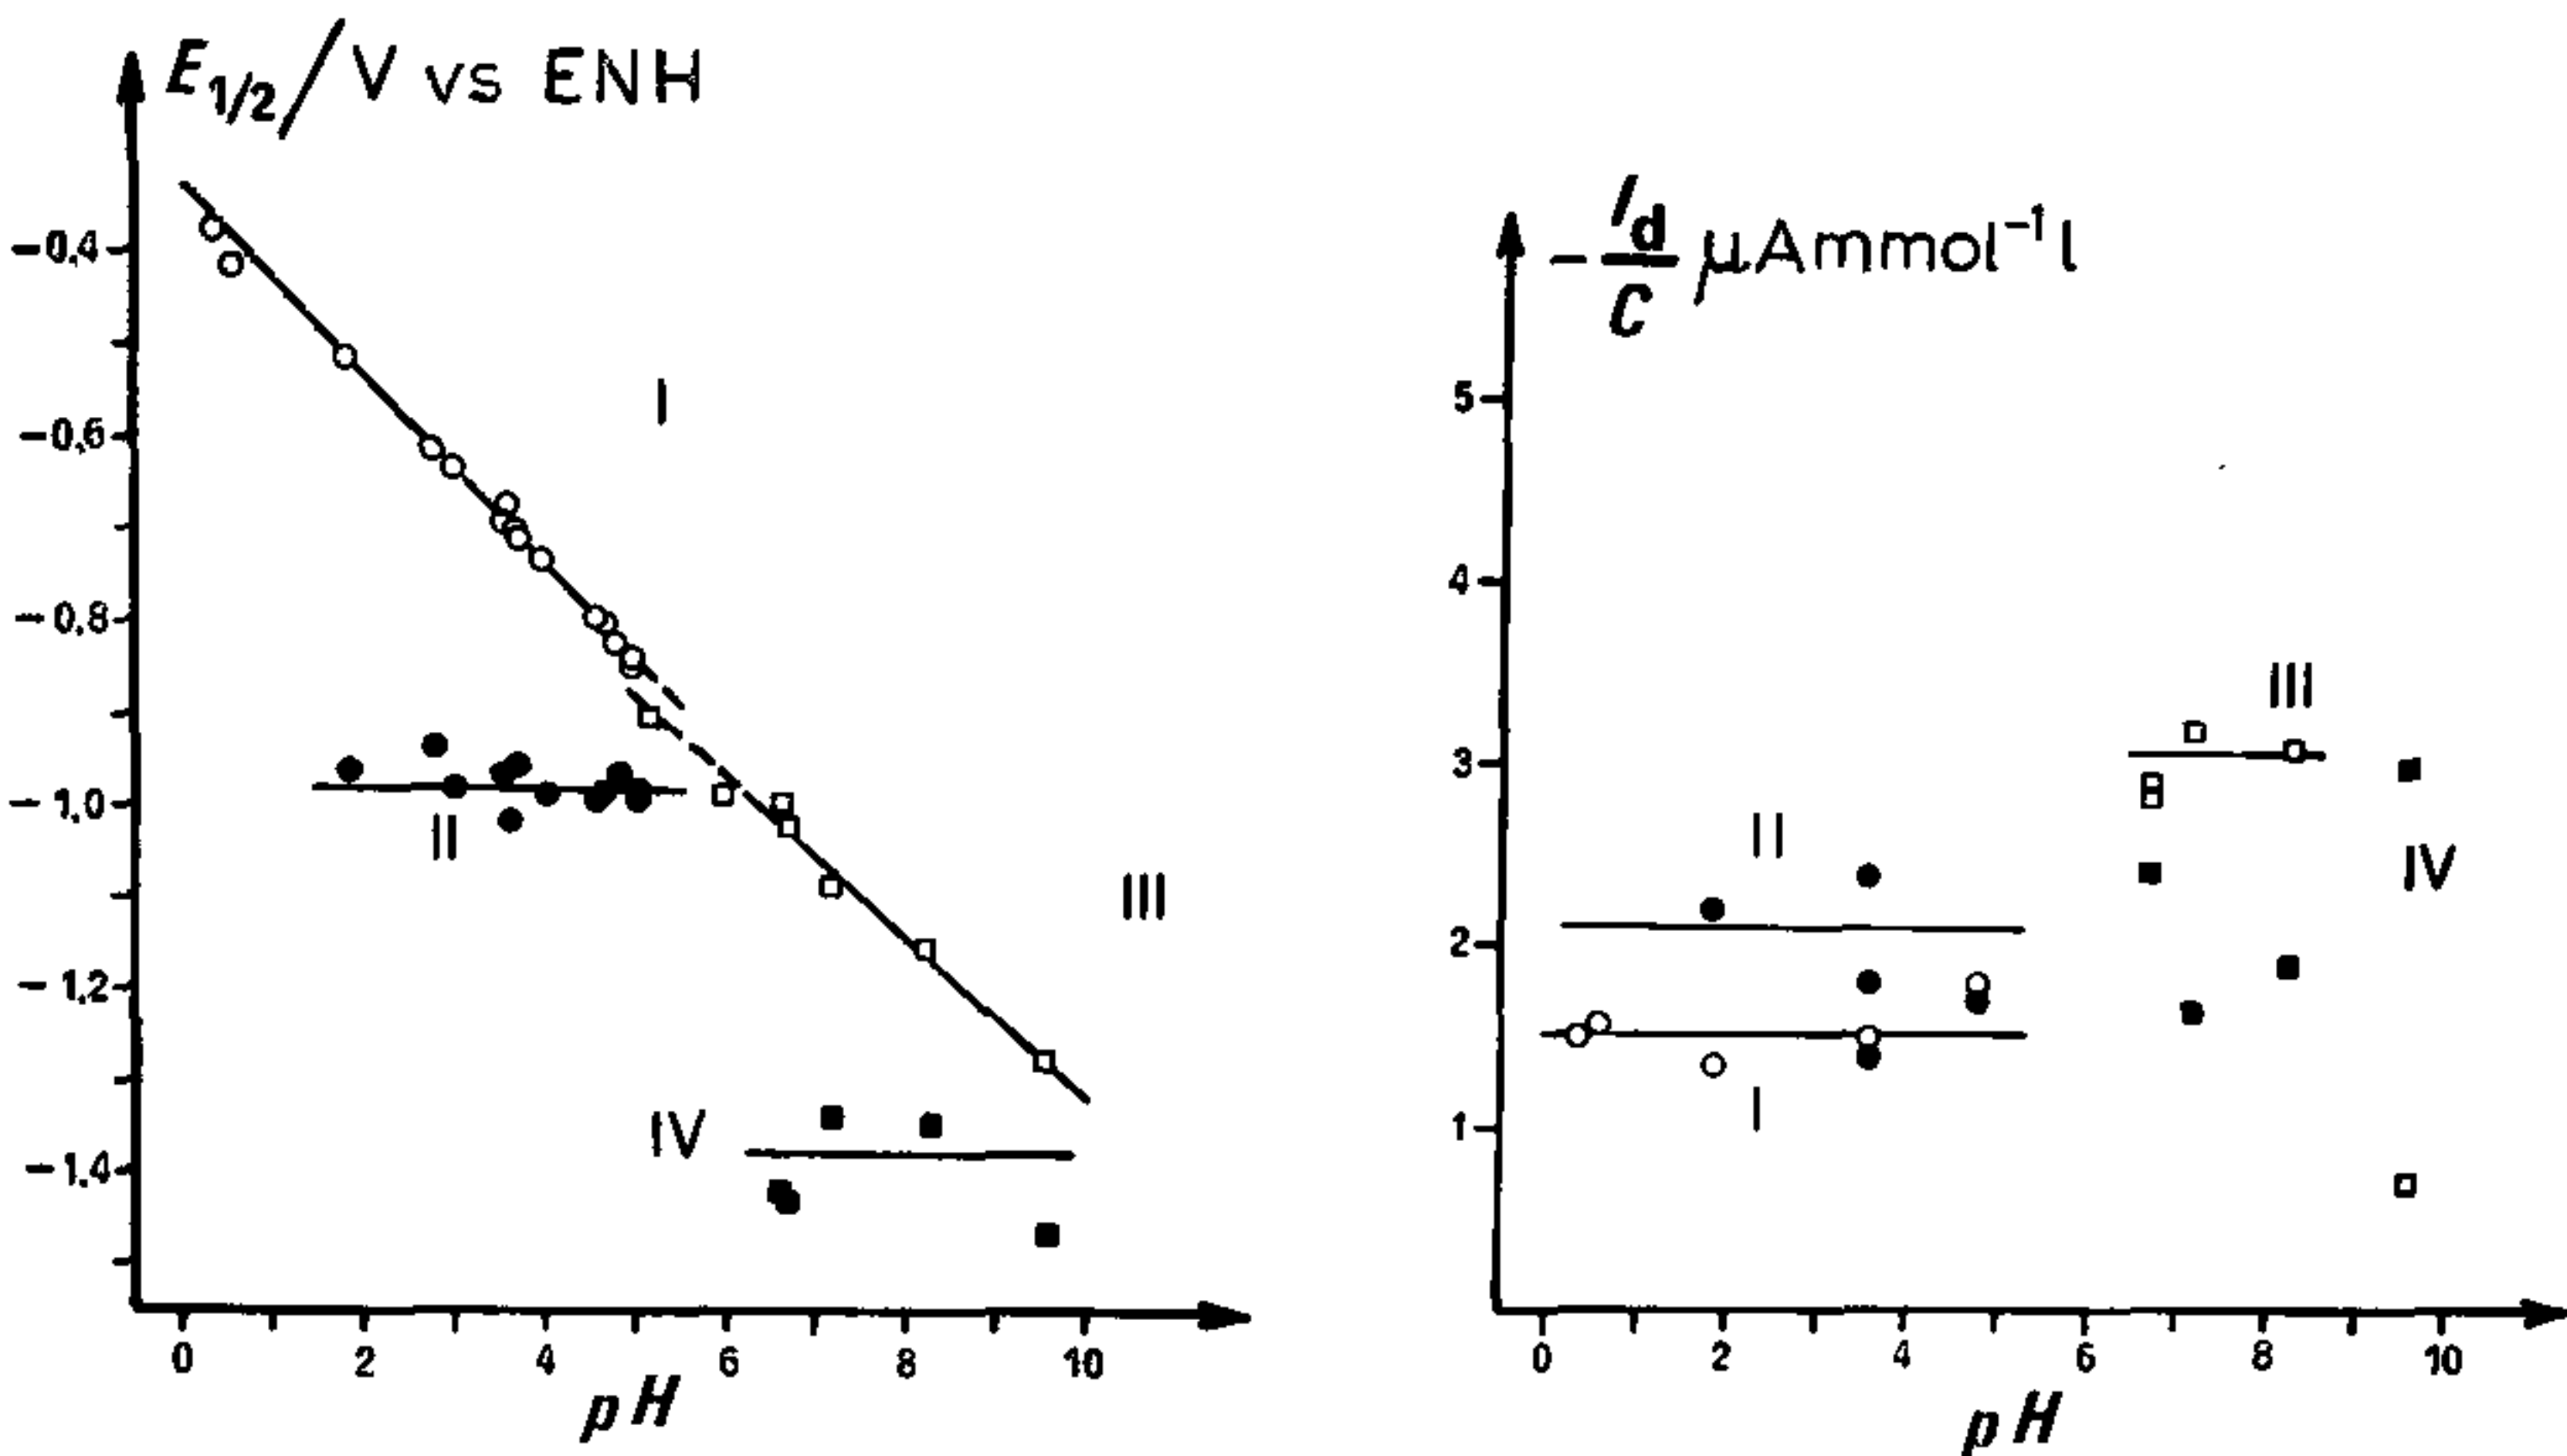 E1/2/V vs ENH
-0.4
-0.6
-0.8
-1.0
-1.2
-1.4
I
II
III
IV
0 2 4 6 8 10
pH
-Id/C μAmmol⁻¹l
5
4
3
2
1
III
II
IV
I
0 2 4 6 8 10
pH